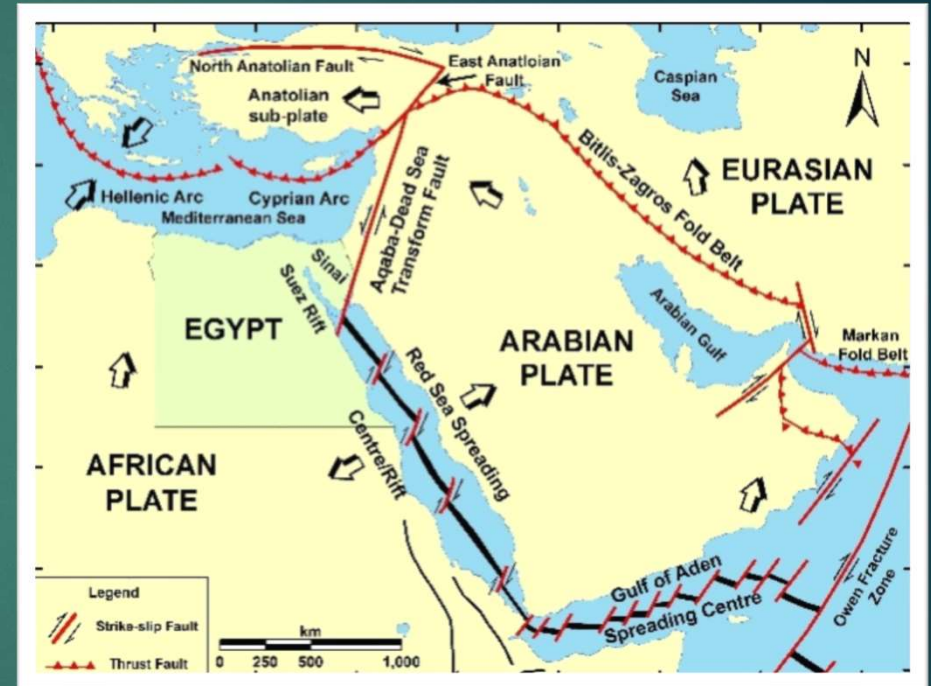 North Anatolian Fault
East Anatloian
Fault
Anatolian
sub-plate
Caspian
Sea
N
EURASIAN
PLATE
Bitlis-Zagros Fold Belt
Hellenic Arc
Cyprian Arc
Mediterranean Sea
Aqaba-Dead Sea
Transform Fault
Sinai
Suez Rift
EGYPT
Arabian Gulf
ARABIAN
PLATE
Markan
Fold Belt
Red Sea Spreading
Centre/Rift
AFRICAN
PLATE
Gulf of Aden
Spreading Centre
Owen Fracture
Zone
Legend
Strike-slip Fault
Thrust Fault
km
0 250 500 1,000